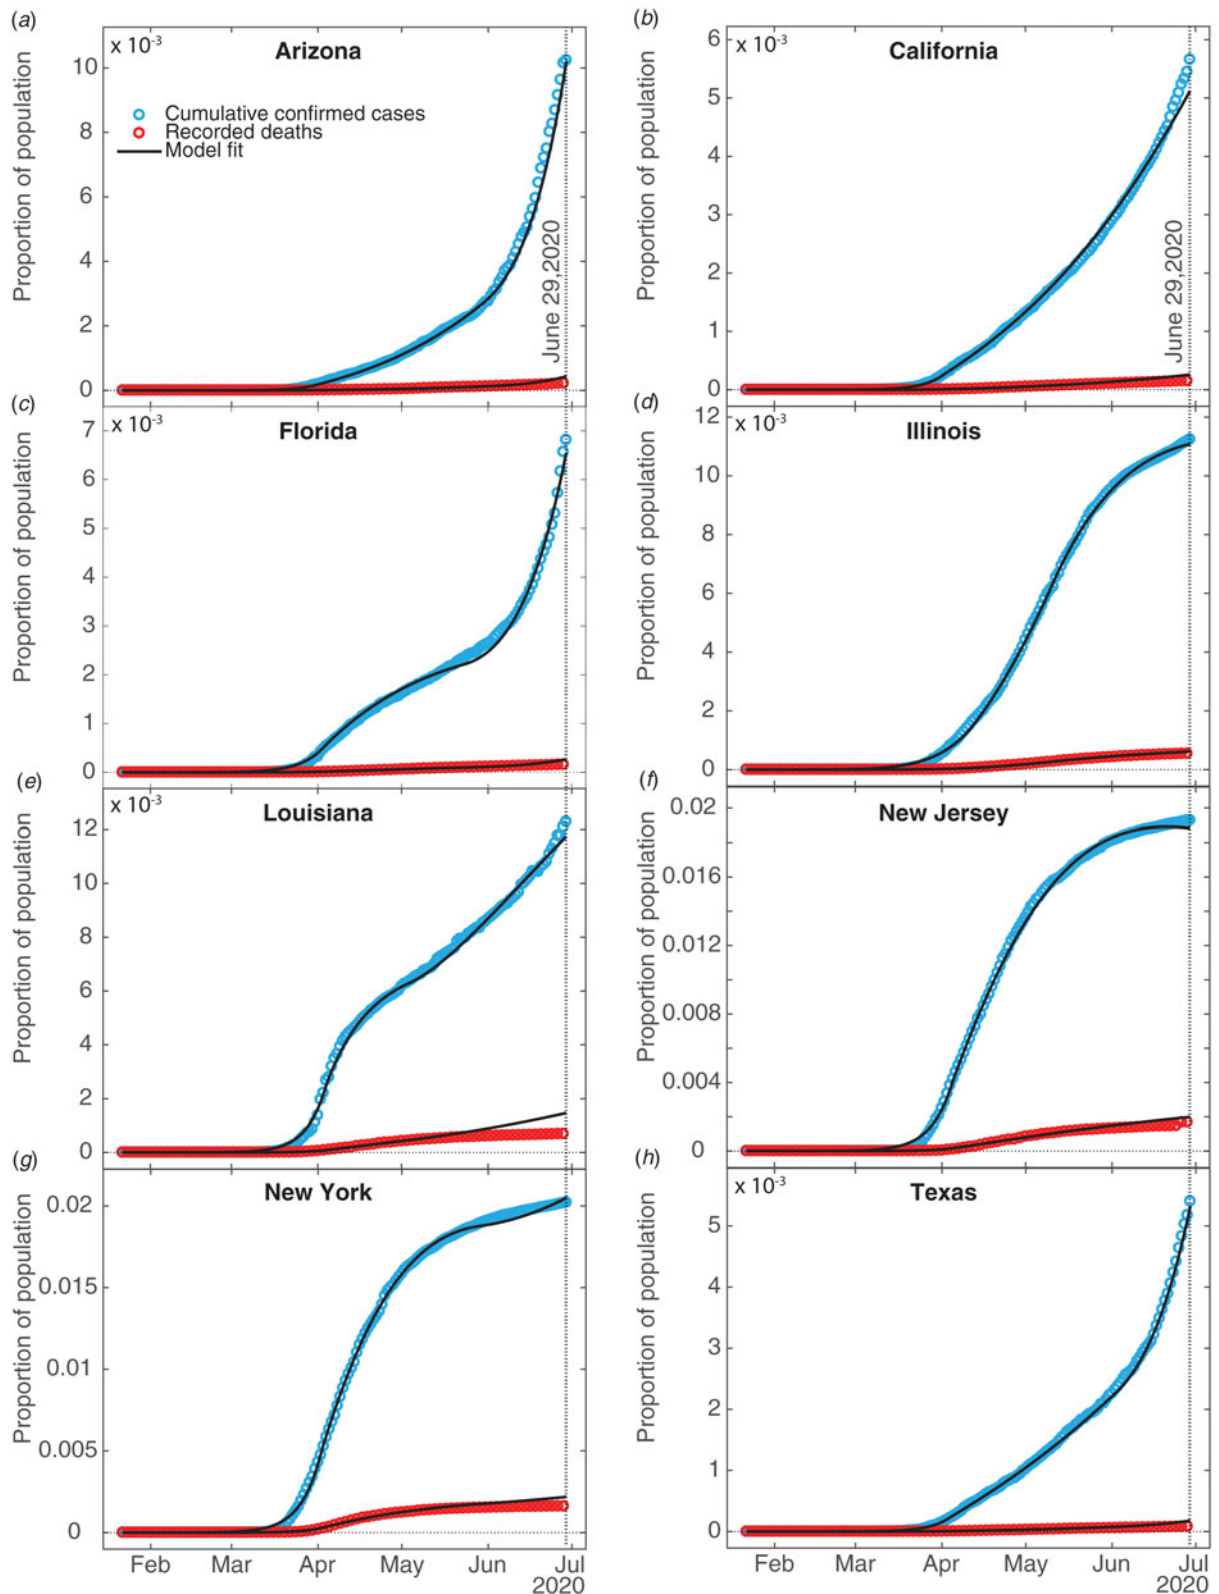 (a)
x 10-3
Arizona
Proportion of population
10
8
6
4
2
0
Cumulative confirmed cases
Recorded deaths
Model fit
June 29,2020
(b)
x 10-3
California
Proportion of population
6
5
4
3
2
1
0
June 29,2020
(c)
x 10-3
Florida
Proportion of population
7
6
5
4
3
2
1
0
(d)
x 10-3
Illinois
Proportion of population
12
10
8
6
4
2
0
(e)
x 10-3
Louisiana
Proportion of population
12
10
8
6
4
2
0
(f)
New Jersey
Proportion of population
0.02
0.016
0.012
0.008
0.004
0
(g)
New York
Proportion of population
0.02
0.015
0.01
0.005
0
Feb Mar Apr May Jun Jul
2020
(h)
x 10-3
Texas
Proportion of population
5
4
3
2
1
0
Feb Mar Apr May Jun Jul
2020